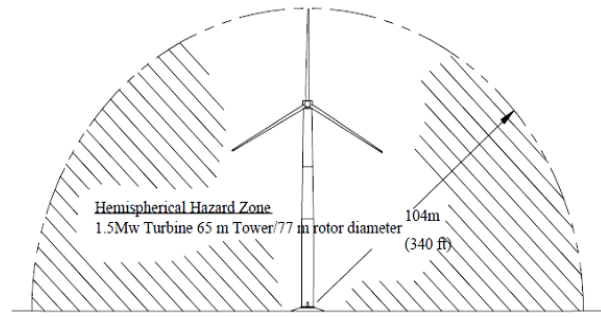 Hemispherical Hazard Zone
1.5Mw Turbine 65 m Tower/77 m rotor diameter
104m
(340 ft)